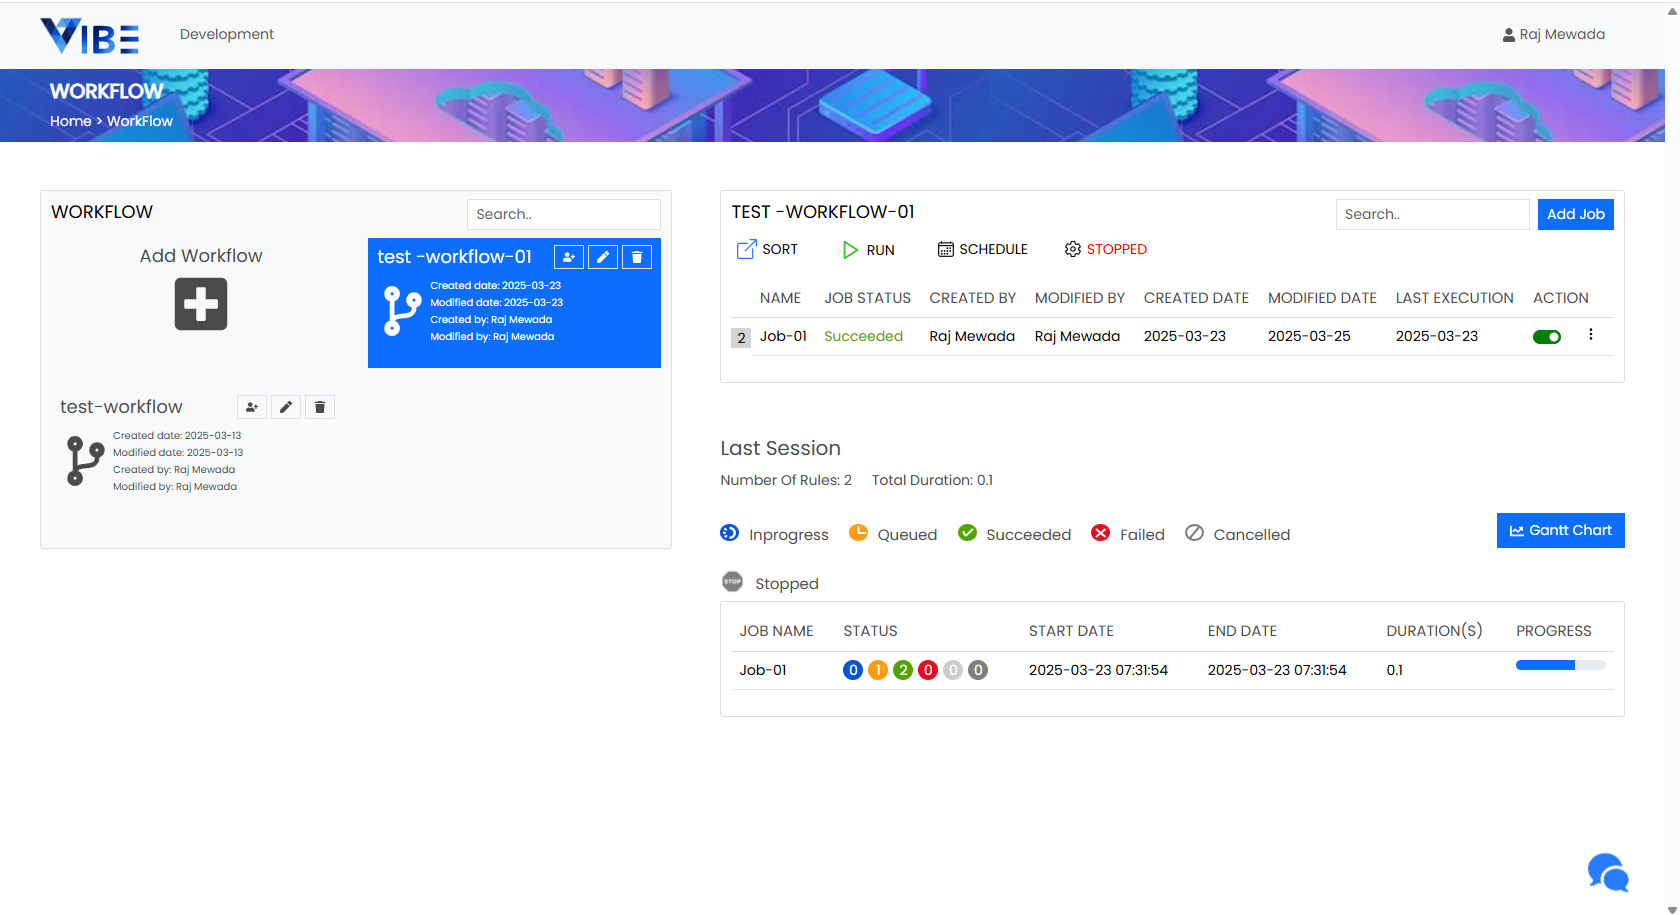 VIBE
Development
Raj Mewada
WORKFLOW
Home > WorkFlow
WORKFLOW
Search..
Add Workflow
test -workflow-01
Created date: 2025-03-23
Modified date: 2025-03-23
Created by: Raj Mewada
Modified by: Raj Mewada
test-workflow
Created date: 2025-03-13
Modified date: 2025-03-13
Created by: Raj Mewada
Modified by: Raj Mewada
TEST -WORKFLOW-01
Search..
Add Job
SORT RUN SCHEDULE STOPPED
NAME JOB STATUS CREATED BY MODIFIED BY CREATED DATE MODIFIED DATE LAST EXECUTION ACTION
2 Job-01 Succeeded Raj Mewada Raj Mewada 2025-03-23 2025-03-25 2025-03-23
Last Session
Number Of Rules: 2 Total Duration: 0.1
Inprogress Queued Succeeded Failed Cancelled
Gantt Chart
STOP Stopped
JOB NAME STATUS START DATE END DATE DURATION(S) PROGRESS
Job-01 0 1 2 0 0 0 2025-03-23 07:31:54 2025-03-23 07:31:54 0.1